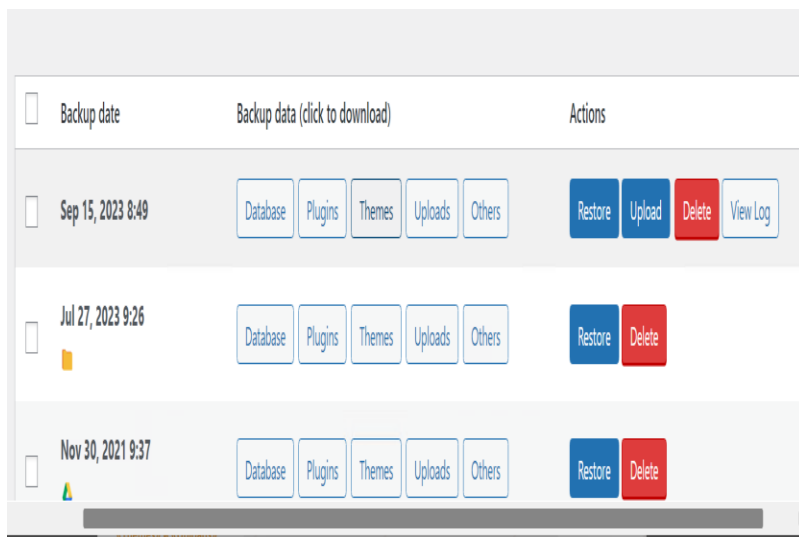 Backup date Backup data (click to download) Actions
Sep 15, 2023 8:49 Database Plugins Themes Uploads Others Restore Upload Delete View Log
Jul 27, 2023 9:26 Database Plugins Themes Uploads Others Restore Delete
Nov 30, 2021 9:37 Database Plugins Themes Uploads Others Restore Delete